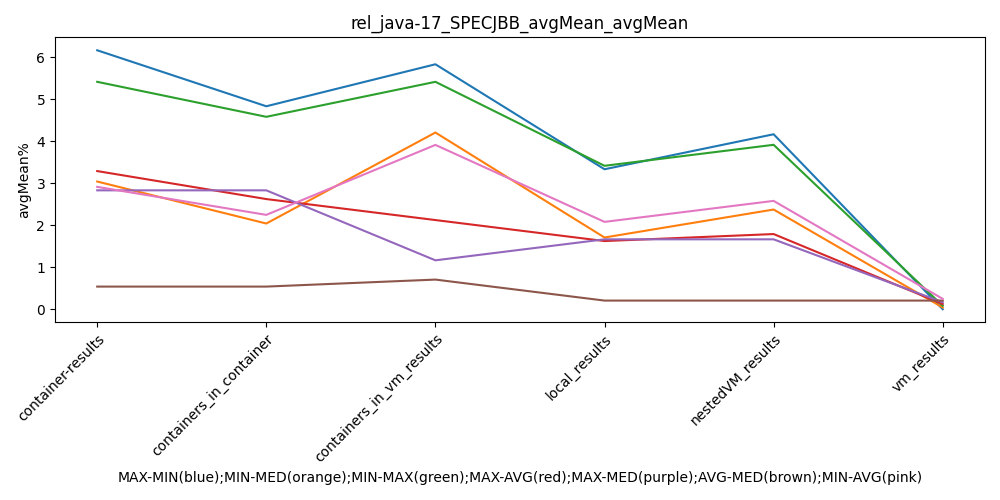 rel_java-17_SPECJBB_avgMean_avgMean
avgMean%
6
5
4
3
2
1
0
container-results
containers_in_container
containers_in_vm_results
local_results
nestedVM_results
vm_results
MAX-MIN(blue);MIN-MED(orange);MIN-MAX(green);MAX-AVG(red);MAX-MED(purple);AVG-MED(brown);MIN-AVG(pink)